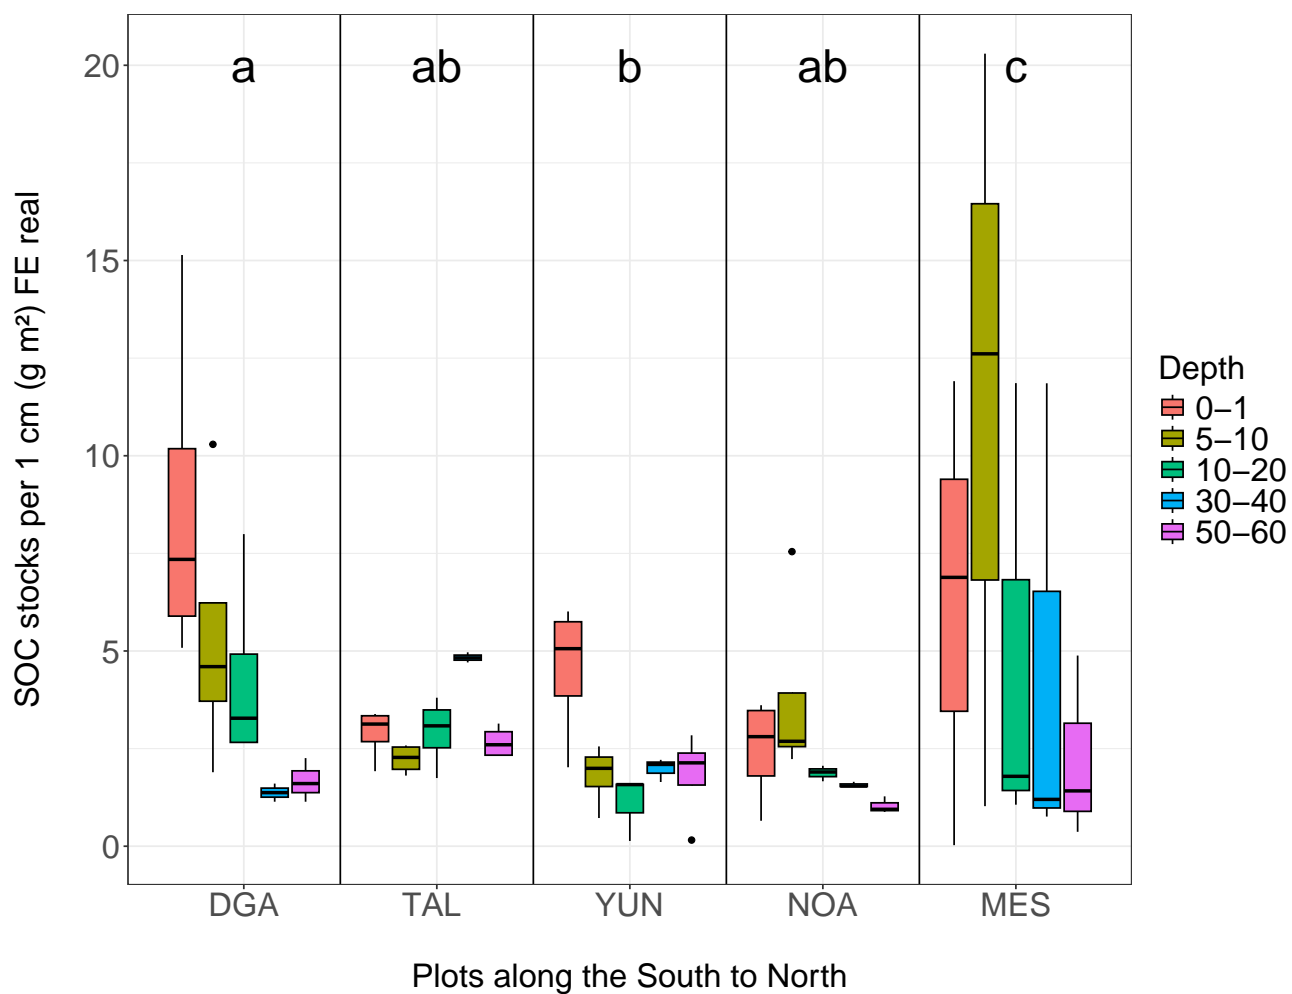 SOC stocks per 1 cm (g m²) FE real
20
15
10
5
0
a
ab
b
ab
c
DGA
TAL
YUN
NOA
MES
Plots along the South to North
Depth
0–1
5–10
10–20
30–40
50–60